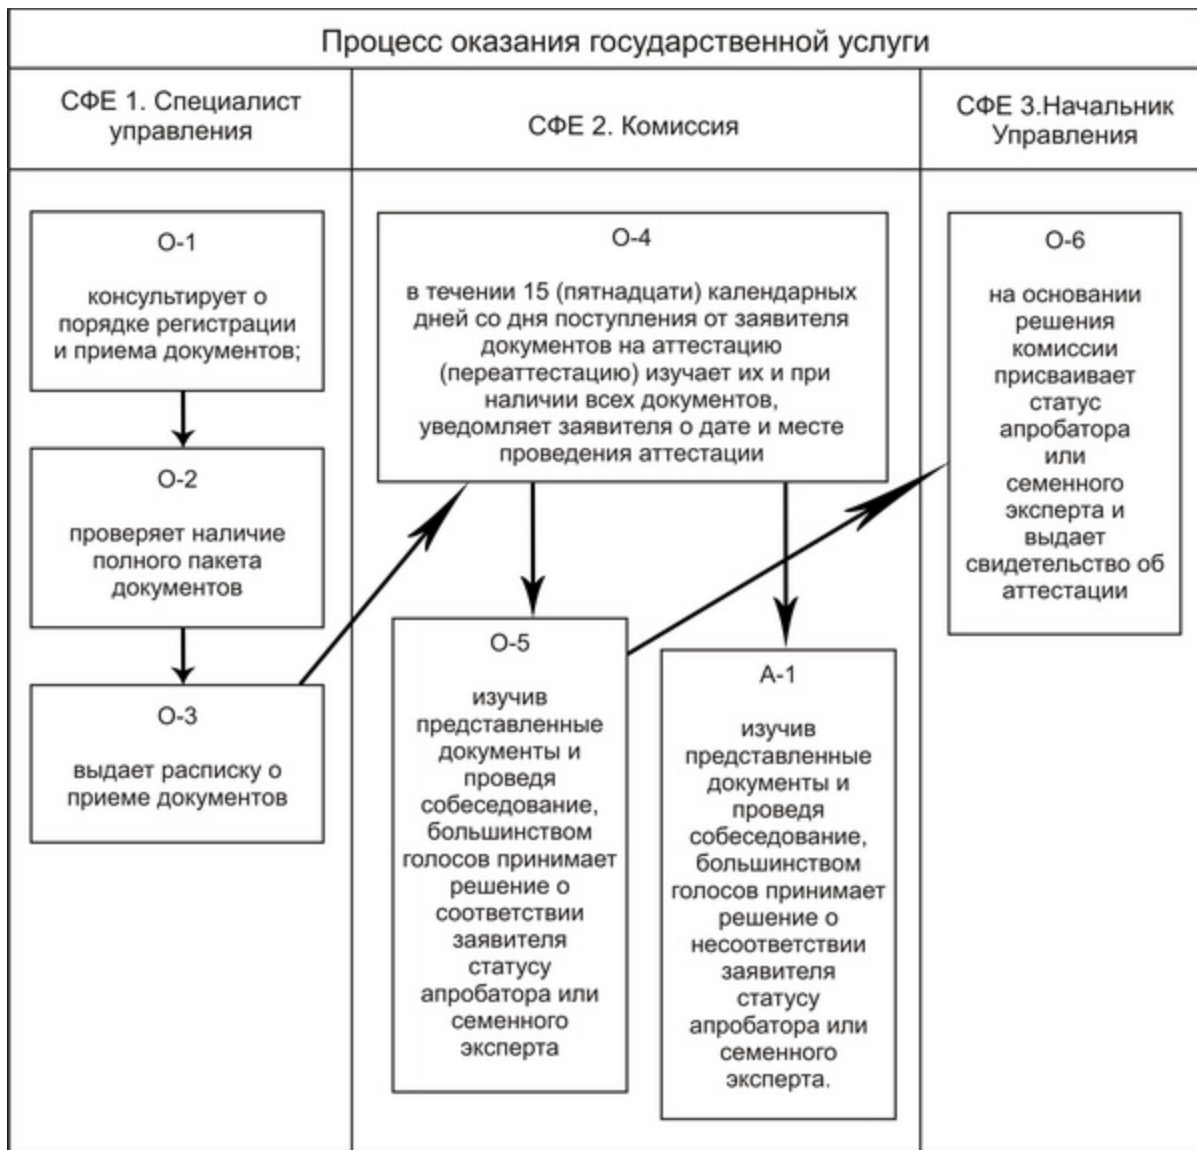 Процесс оказания государственной услуги
СФЕ 1. Специалист
управления
СФЕ 2. Комиссия
СФЕ 3.Начальник
Управления
О-1
консультирует о
порядке регистрации
и приема документов;
О-2
проверяет наличие
полного пакета
документов
О-3
выдает расписку о
приеме документов
О-4
в течении 15 (пятнадцати) календарных
дней со дня поступления от заявителя
документов на аттестацию
(переаттестацию) изучает их и при
наличии всех документов,
уведомляет заявителя о дате и месте
проведения аттестации
О-5
изучив
представленные
документы и
проведя
собеседование,
большинством
голосов принимает
решение о
соответствии
заявителя
статусу
апробатора или
семенного
эксперта
А-1
изучив
представленные
документы и
проведя
собеседование,
большинством
голосов принимает
решение о
несоответствии
заявителя
статусу
апробатора или
семенного
эксперта.
О-6
на основании
решения
комиссии
присваивает
статус
апробатора
или
семенного
эксперта и
выдает
свидетельство об
аттестации